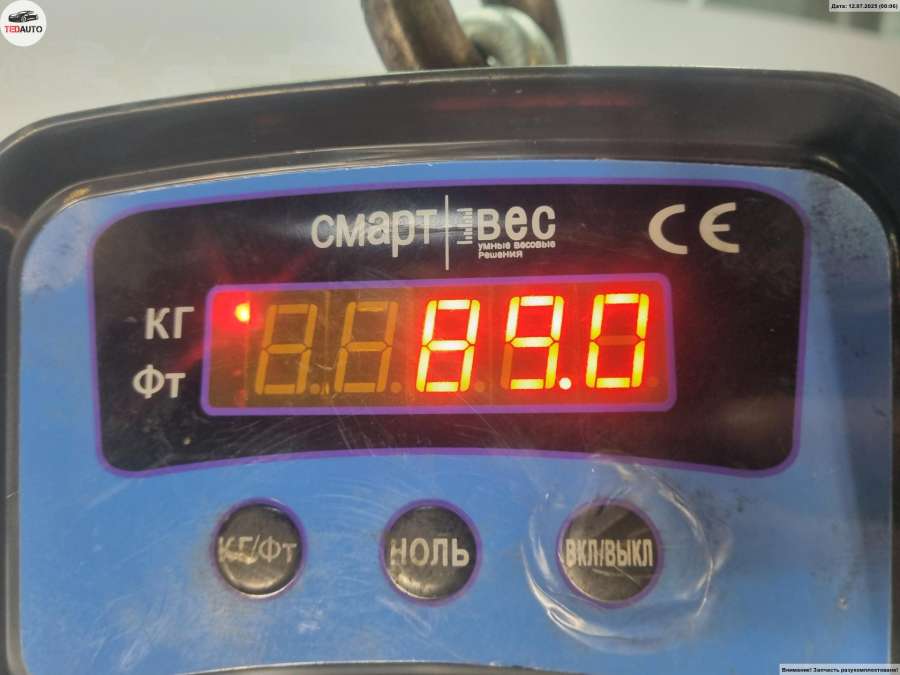 TEDAUTO
Дата: 12.07.2025 (00:06)
смарт вес
умные весовые
Решения
CE
КГ
89.0
Фт
КГ/Фт
НОЛЬ
ВКЛ/ВЫКЛ
Внимание! Запчасть разукомплектована!